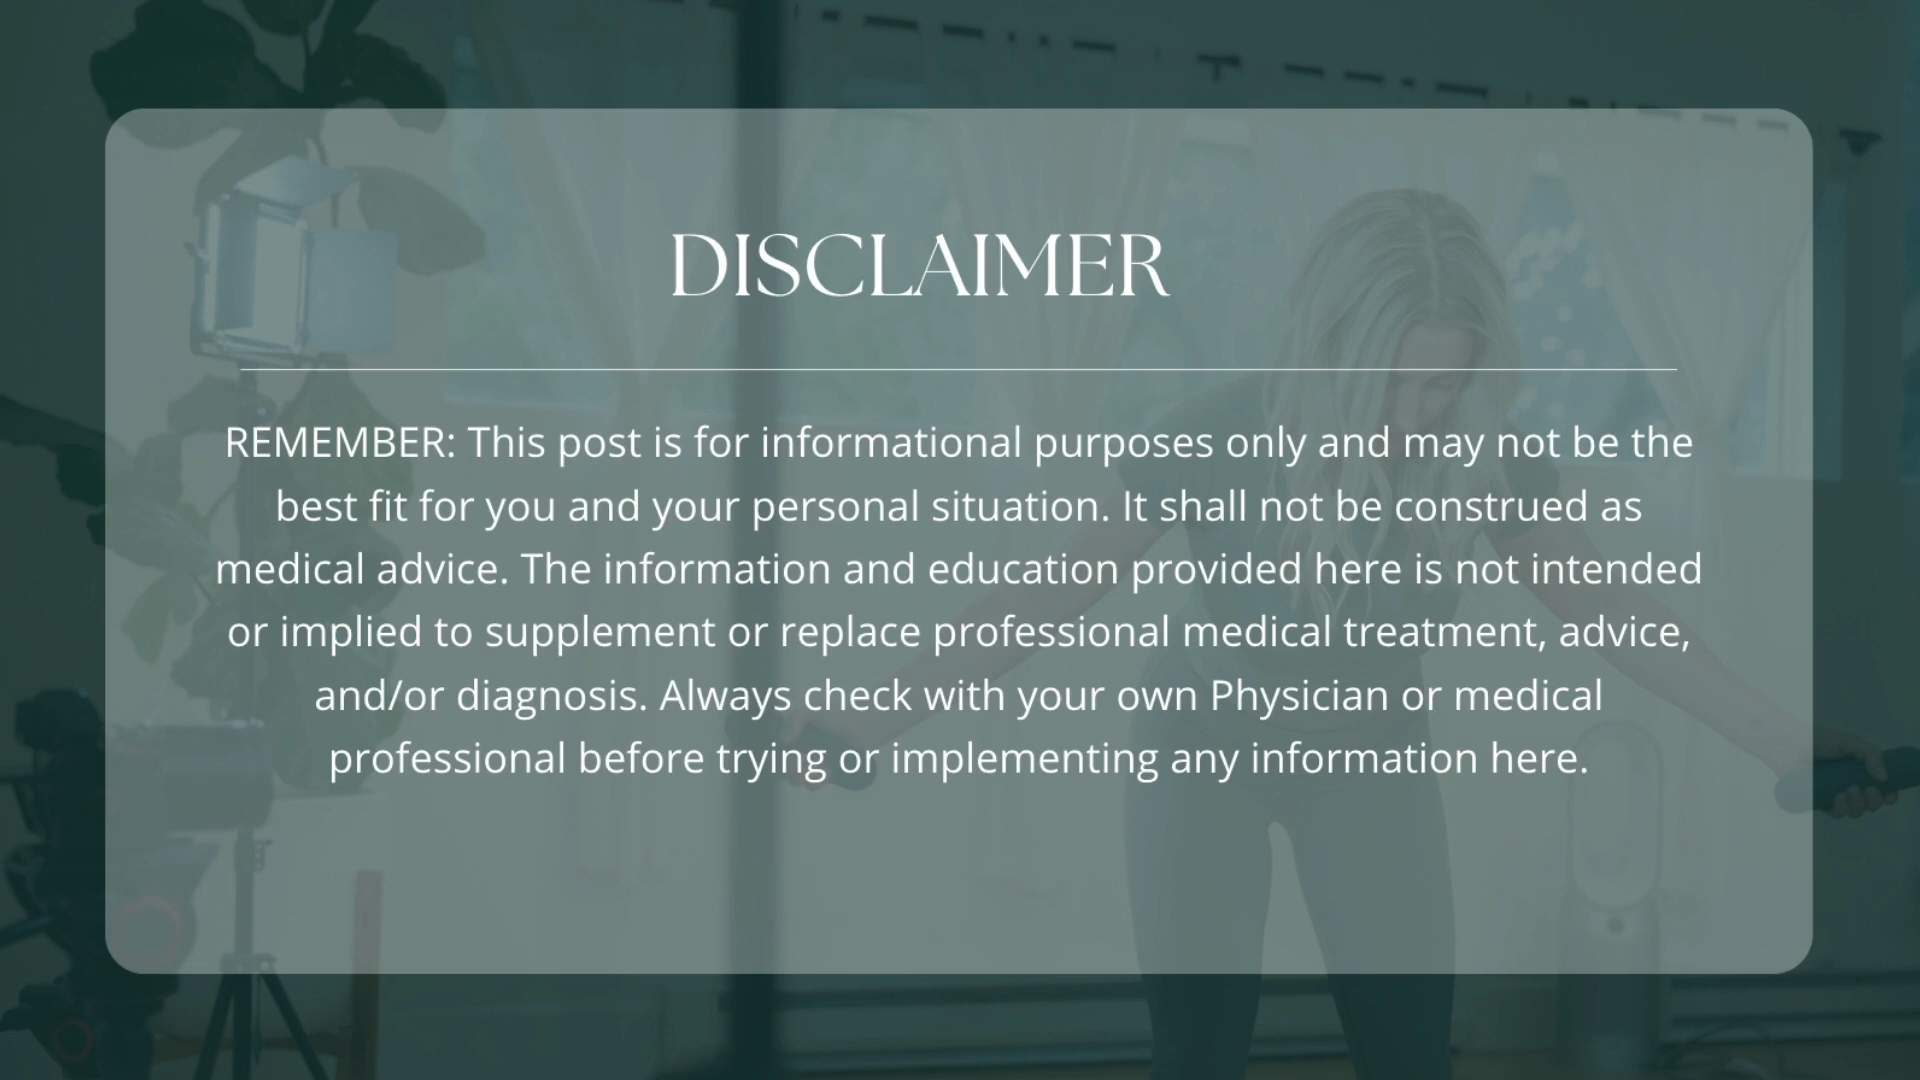 DISCLAIMER
REMEMBER: This post is for informational purposes only and may not be the
best fit for you and your personal situation. It shall not be construed as
medical advice. The information and education provided here is not intended
or implied to supplement or replace professional medical treatment, advice,
and/or diagnosis. Always check with your own Physician or medical
professional before trying or implementing any information here.